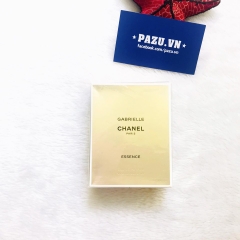 *PAZU.VN*
facebook.com/pazu.vn
GABRIELLE
CHANEL
PARIS
ESSENCE